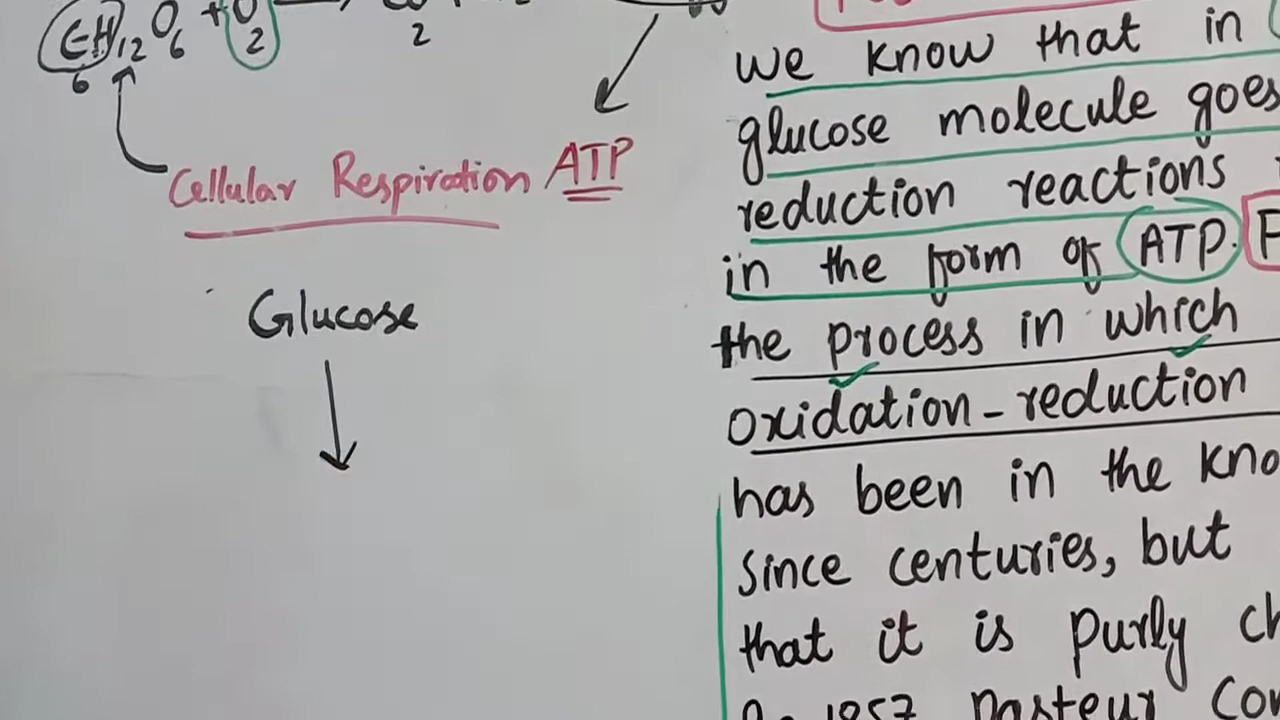 C6H12O6 + O2
2
Cellular Respiration ATP
Glucose
we know that in
glucose molecule goes
reduction reactions
in the form of ATP.
the process in which
oxidation-reduction
has been in the
since centuries, but
that it is purly
1857 Pasteur